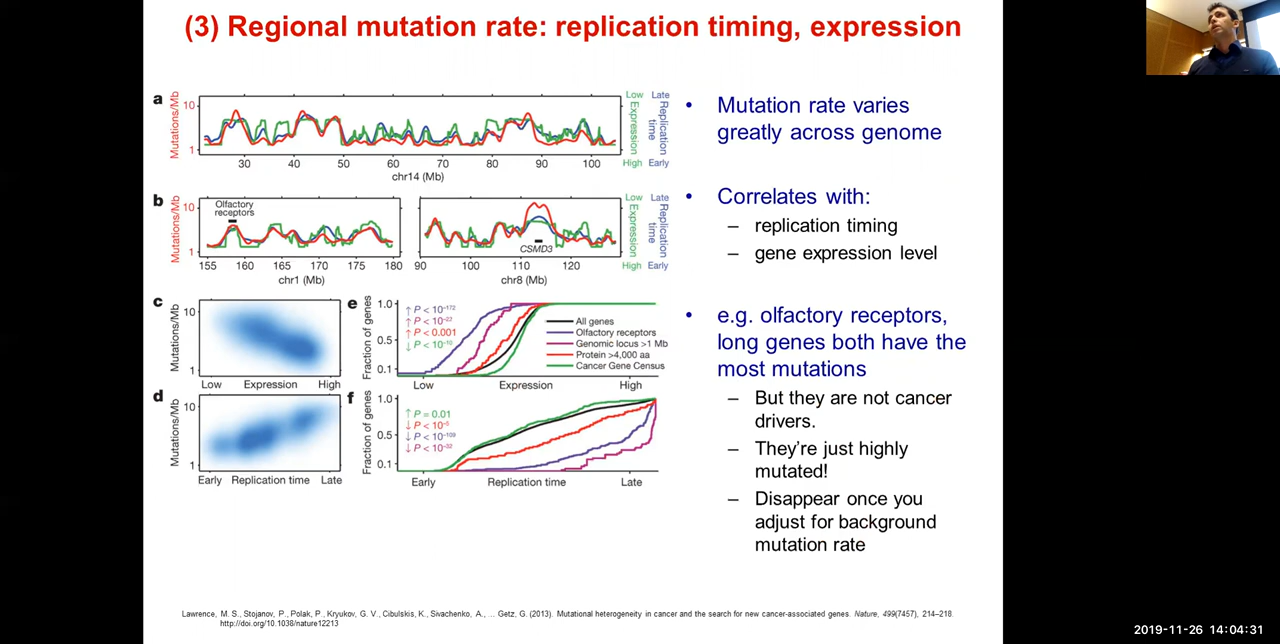 (3) Regional mutation rate: replication timing, expression
a
Mutations/Mb
10
1
30 40 50 60 70 80 90 100
chr14 (Mb)
Low Late
Expression
Replication time
High Early
b
Mutations/Mb
10
1
Olfactory
receptors
155 160 165 170 175 180
chr1 (Mb)
CSMD3
90 100 110 120
chr8 (Mb)
Low Late
Expression
Replication time
High Early
c
Mutations/Mb
10
1
Low Expression High
d
Mutations/Mb
10
1
Early Replication time Late
e
Fraction of genes
1.0
0.5
0.1
↑ P < 10⁻¹⁷²
↑ P < 10⁻²²
↑ P < 0.001
↓ P < 10⁻¹⁰
All genes
Olfactory receptors
Genomic locus >1 Mb
Protein >4,000 aa
Cancer Gene Census
Low Expression High
f
Fraction of genes
1.0
0.5
0.1
↑ P = 0.01
↓ P < 10⁻⁵
↓ P < 10⁻¹⁰⁹
↓ P < 10⁻³²
Early Replication time Late
• Mutation rate varies
greatly across genome
• Correlates with:
– replication timing
– gene expression level
• e.g. olfactory receptors,
long genes both have the
most mutations
– But they are not cancer
drivers.
– They're just highly
mutated!
– Disappear once you
adjust for background
mutation rate
Lawrence, M. S., Stojanov, P., Polak, P., Kryukov, G. V., Cibulskis, K., Sivachenko, A., ... Getz, G. (2013). Mutational heterogeneity in cancer and the search for new cancer-associated genes. Nature, 499(7457), 214–218.
http://doi.org/10.1038/nature12213
2019-11-26 14:04:31